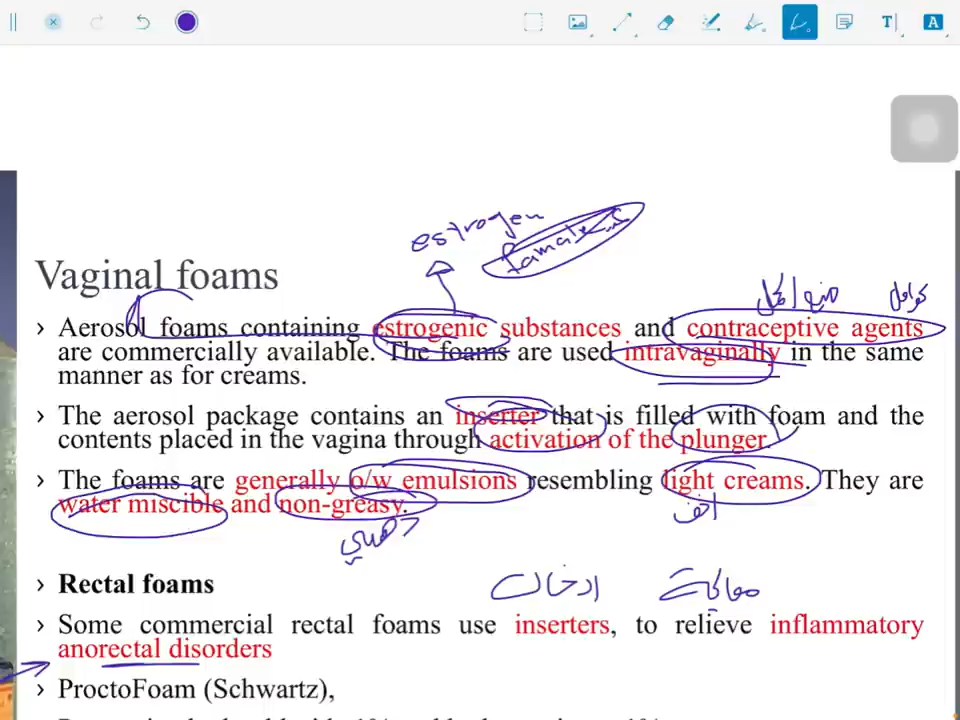 estrogen
Vaginal foams
موانع
عوامل
› Aerosol foams containing estrogenic substances and contraceptive agents
are commercially available. The foams are used intravaginally in the same
manner as for creams.
› The aerosol package contains an inserter that is filled with foam and the
contents placed in the vagina through activation of the plunger.
› The foams are generally o/w emulsions resembling light creams. They are
water miscible and non-greasy.
اخف
دهني
› Rectal foams
ادخال
معالجة
› Some commercial rectal foams use inserters, to relieve inflammatory
anorectal disorders
› ProctoFoam (Schwartz),